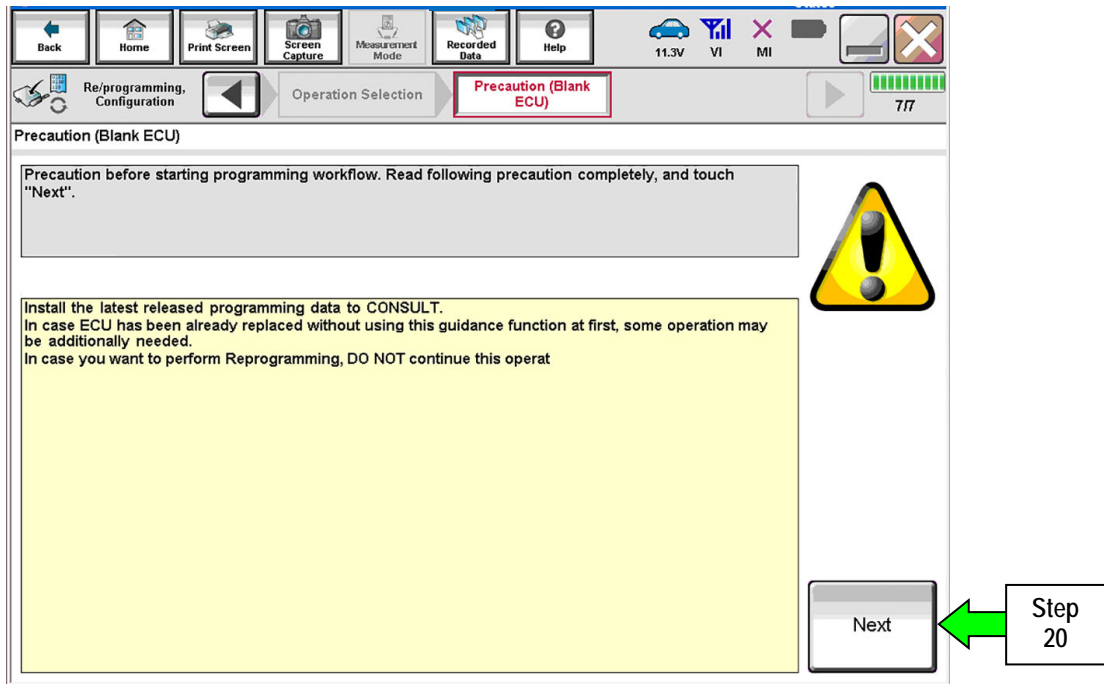 Back
Home
Print Screen
Screen
Capture
Measurement
Mode
Recorded
Data
Help
11.3V
VI
MI
Re/programming,
Configuration
Operation Selection
Precaution (Blank
ECU)
7/7
Precaution (Blank ECU)
Precaution before starting programming workflow. Read following precaution completely, and touch
"Next".
Install the latest released programming data to CONSULT.
In case ECU has been already replaced without using this guidance function at first, some operation may
be additionally needed.
In case you want to perform Reprogramming, DO NOT continue this operat
Next
Step
20